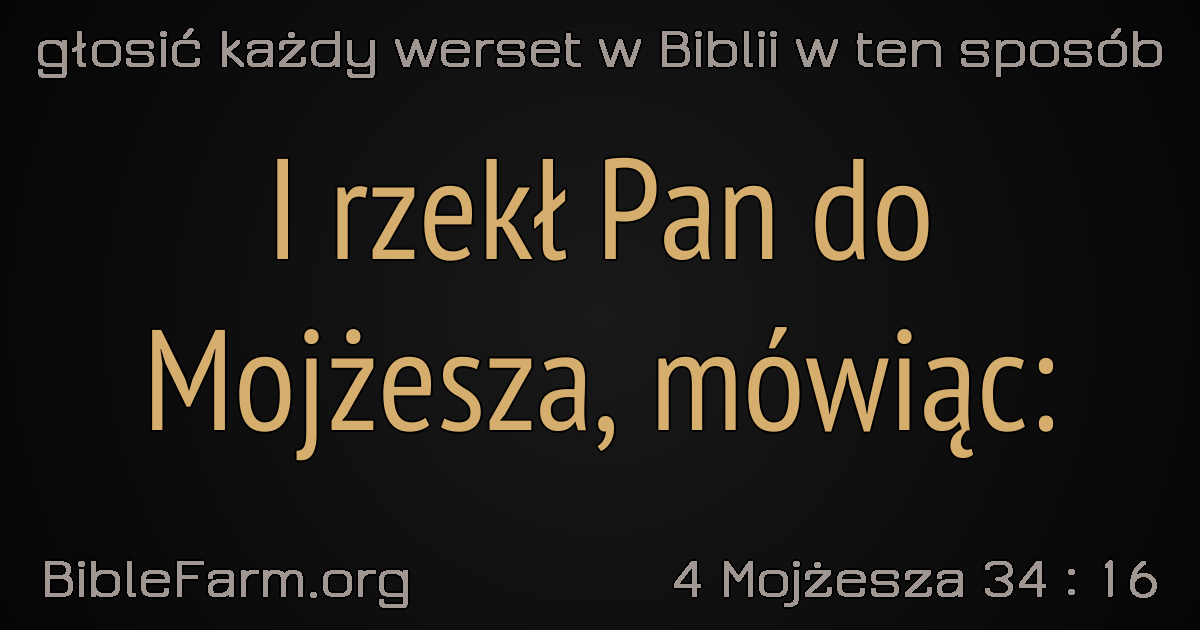 głosić każdy werset w Biblii w ten sposób
I rzekł Pan do
Mojżesza, mówiąc:
BibleFarm.org
4 Mojżesza 34 : 16